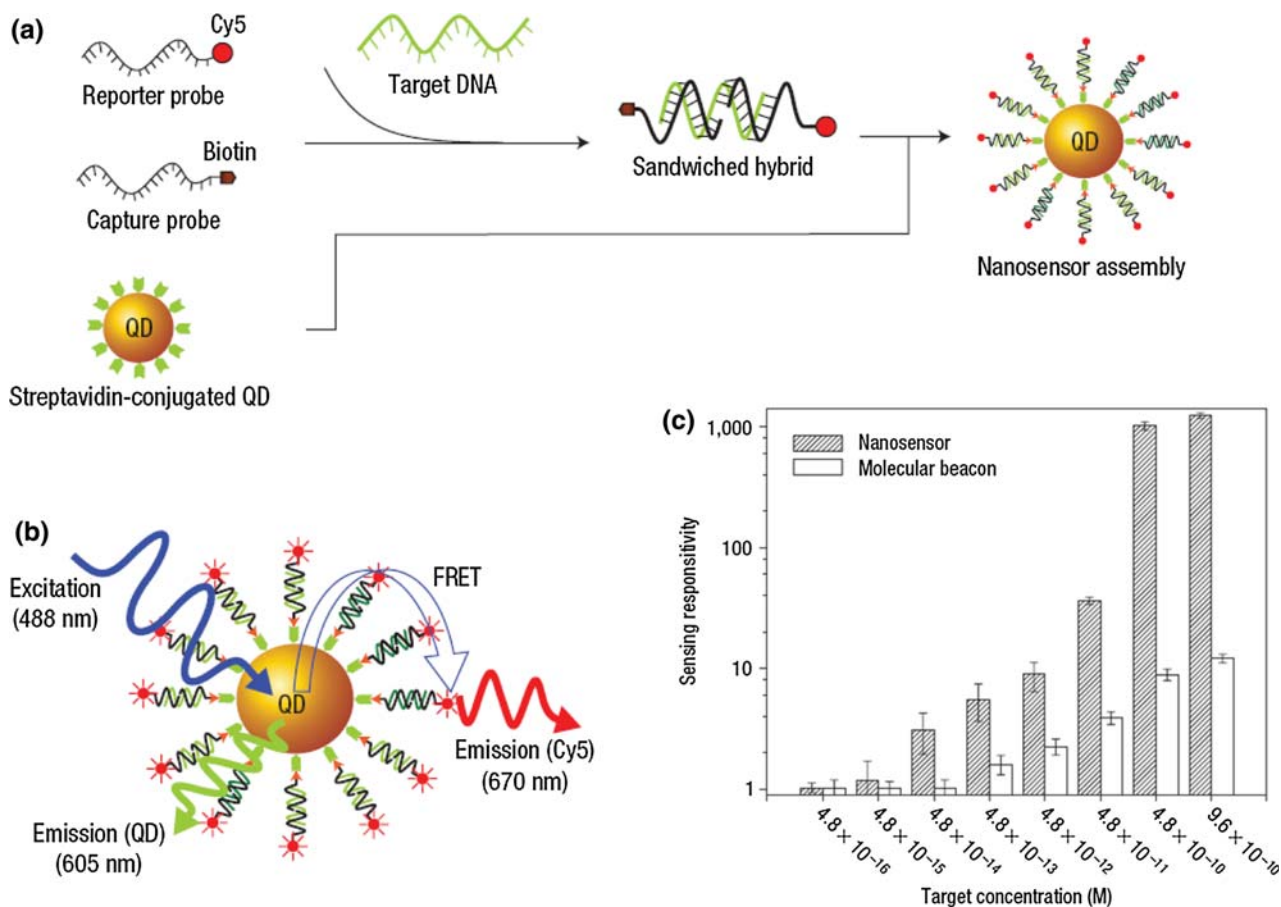 (a)
Cy5
Reporter probe
Target DNA
Biotin
Capture probe
Sandwiched hybrid
QD
Nanosensor assembly
QD
Streptavidin-conjugated QD
(b)
Excitation
(488 nm)
FRET
QD
Emission (Cy5)
(670 nm)
Emission (QD)
(605 nm)
(c)
Nanosensor
Molecular beacon
Sensing responsitivity
1,000
100
10
1
4.8 × 10⁻¹⁶
4.8 × 10⁻¹⁵
4.8 × 10⁻¹⁴
4.8 × 10⁻¹³
4.8 × 10⁻¹²
4.8 × 10⁻¹¹
4.8 × 10⁻¹⁰
9.6 × 10⁻¹⁰
Target concentration (M)